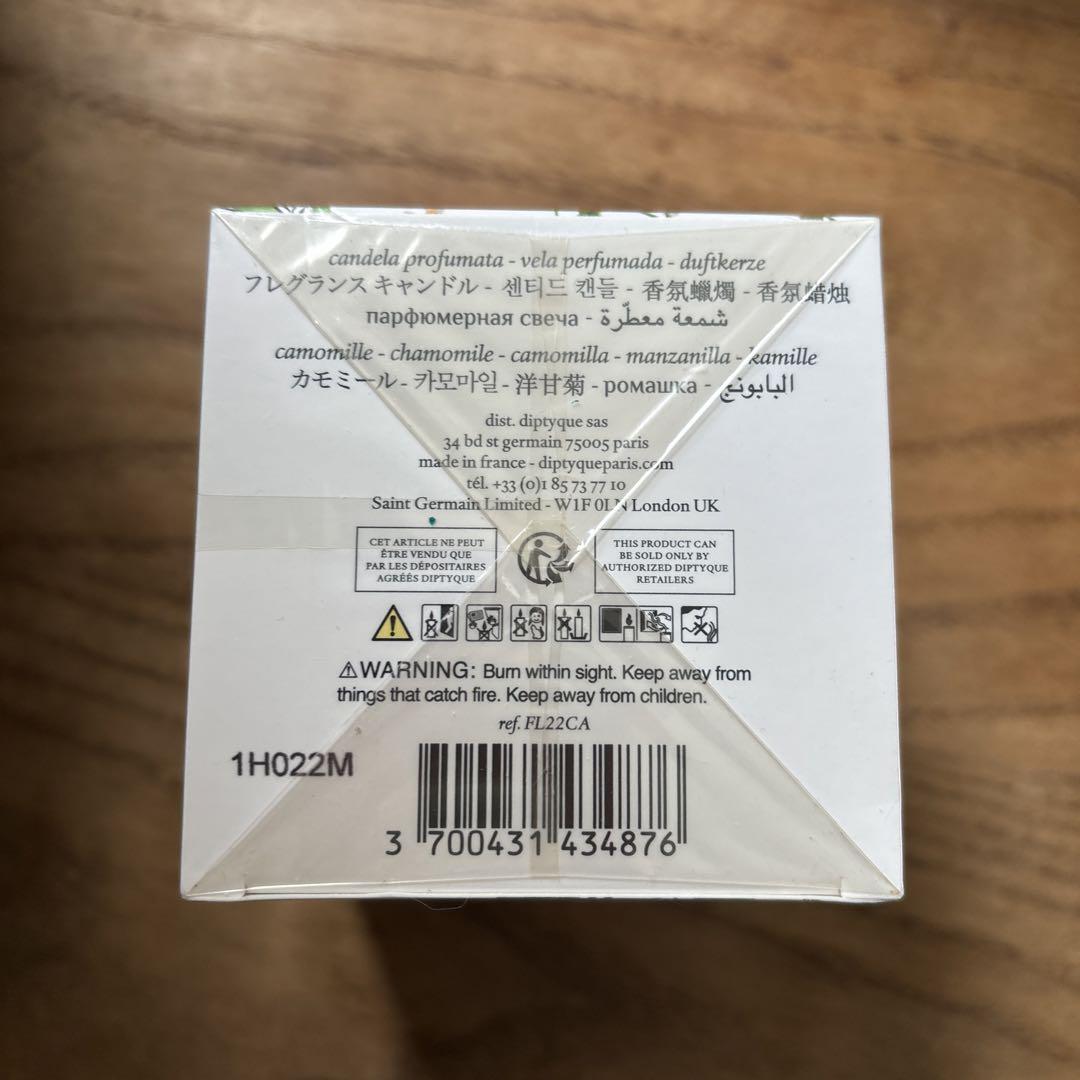 candela profumata - vela perfumada - duftkerze
フレグランス キャンドル - 센티드 캔들 - 香氛蠟燭 - 香氛蜡烛
парфюмерная свеча - شمعة معطّرة
camomille - chamomile - camomilla - manzanilla - kamille
カモミール - 카모마일 - 洋甘菊 - ромашка - البابونج
dist. diptyque sas
34 bd st germain 75005 paris
made in france - diptyqueparis.com
tél. +33 (0)1 85 73 77 10
Saint Germain Limited - W1F 0LN London UK
CET ARTICLE NE PEUT
ÊTRE VENDU QUE
PAR LES DÉPOSITAIRES
AGRÉÉS DIPTYQUE
THIS PRODUCT CAN
BE SOLD ONLY BY
AUTHORIZED DIPTYQUE
RETAILERS
⚠WARNING: Burn within sight. Keep away from
things that catch fire. Keep away from children.
ref. FL22CA
1H022M
3 700431 434876